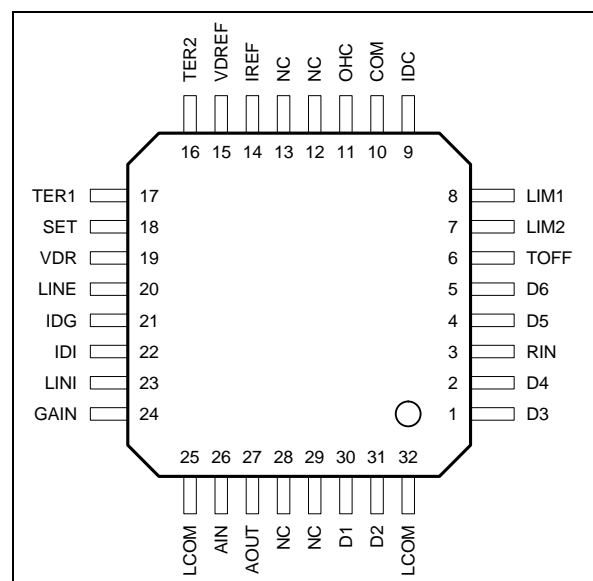 TER2 VDREF IREF NC NC OHC COM IDC
16 15 14 13 12 11 10 9
TER1 17 8 LIM1
SET 18 7 LIM2
VDR 19 6 TOFF
LINE 20 5 D6
IDG 21 4 D5
IDI 22 3 RIN
LINI 23 2 D4
GAIN 24 1 D3
25 26 27 28 29 30 31 32
LCOM AIN AOUT NC NC D1 D2 LCOM